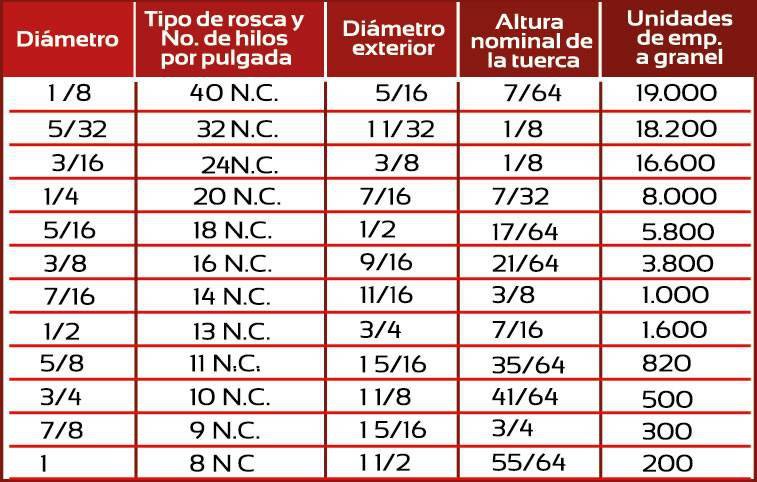 Diámetro
Tipo de rosca y
No. de hilos
por pulgada
Diámetro
exterior
Altura
nominal de
la tuerca
Unidades
de emp.
a granel
1/8 40 N.C. 5/16 7/64 19.000
5/32 32 N.C. 1 1/32 1/8 18.200
3/16 24N.C. 3/8 1/8 16.600
1/4 20 N.C. 7/16 7/32 8.000
5/16 18 N.C. 1/2 17/64 5.800
3/8 16 N.C. 9/16 21/64 3.800
7/16 14 N.C. 11/16 3/8 1.000
1/2 13 N.C. 3/4 7/16 1.600
5/8 11 N.C. 1 5/16 35/64 820
3/4 10 N.C. 1 1/8 41/64 500
7/8 9 N.C. 1 5/16 3/4 300
1 8 N C 1 1/2 55/64 200